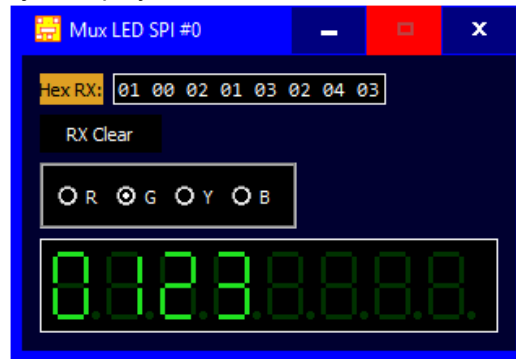 Mux LED SPI #0
Hex RX: 01 00 02 01 03 02 04 03
RX Clear
R G Y B
0123